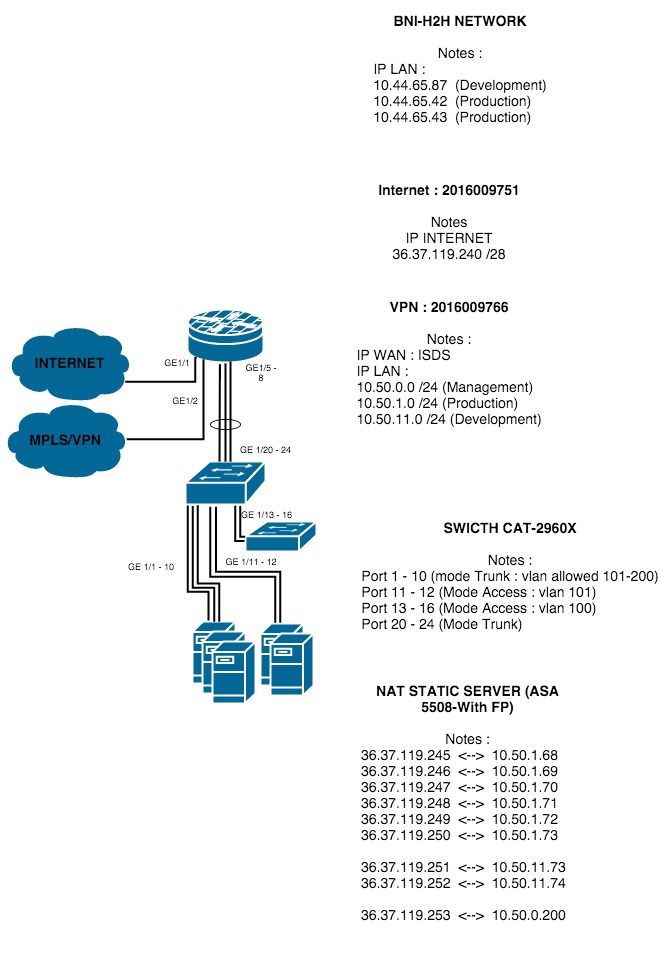 BNI-H2H NETWORK
Notes :
IP LAN :
10.44.65.87 (Development)
10.44.65.42 (Production)
10.44.65.43 (Production)
Internet : 2016009751
Notes
IP INTERNET
36.37.119.240 /28
VPN : 2016009766
Notes :
IP WAN : ISDS
IP LAN :
10.50.0.0 /24 (Management)
10.50.1.0 /24 (Production)
10.50.11.0 /24 (Development)
INTERNET
GE1/1
GE1/5 -
8
GE1/2
MPLS/VPN
GE 1/20 - 24
GE 1/13 - 16
GE 1/1 - 10
GE 1/11 - 12
SWICTH CAT-2960X
Notes :
Port 1 - 10 (mode Trunk : vlan allowed 101-200)
Port 11 - 12 (Mode Access : vlan 101)
Port 13 - 16 (Mode Access : vlan 100)
Port 20 - 24 (Mode Trunk)
NAT STATIC SERVER (ASA
5508-With FP)
Notes :
36.37.119.245 <--> 10.50.1.68
36.37.119.246 <--> 10.50.1.69
36.37.119.247 <--> 10.50.1.70
36.37.119.248 <--> 10.50.1.71
36.37.119.249 <--> 10.50.1.72
36.37.119.250 <--> 10.50.1.73
36.37.119.251 <--> 10.50.11.73
36.37.119.252 <--> 10.50.11.74
36.37.119.253 <--> 10.50.0.200